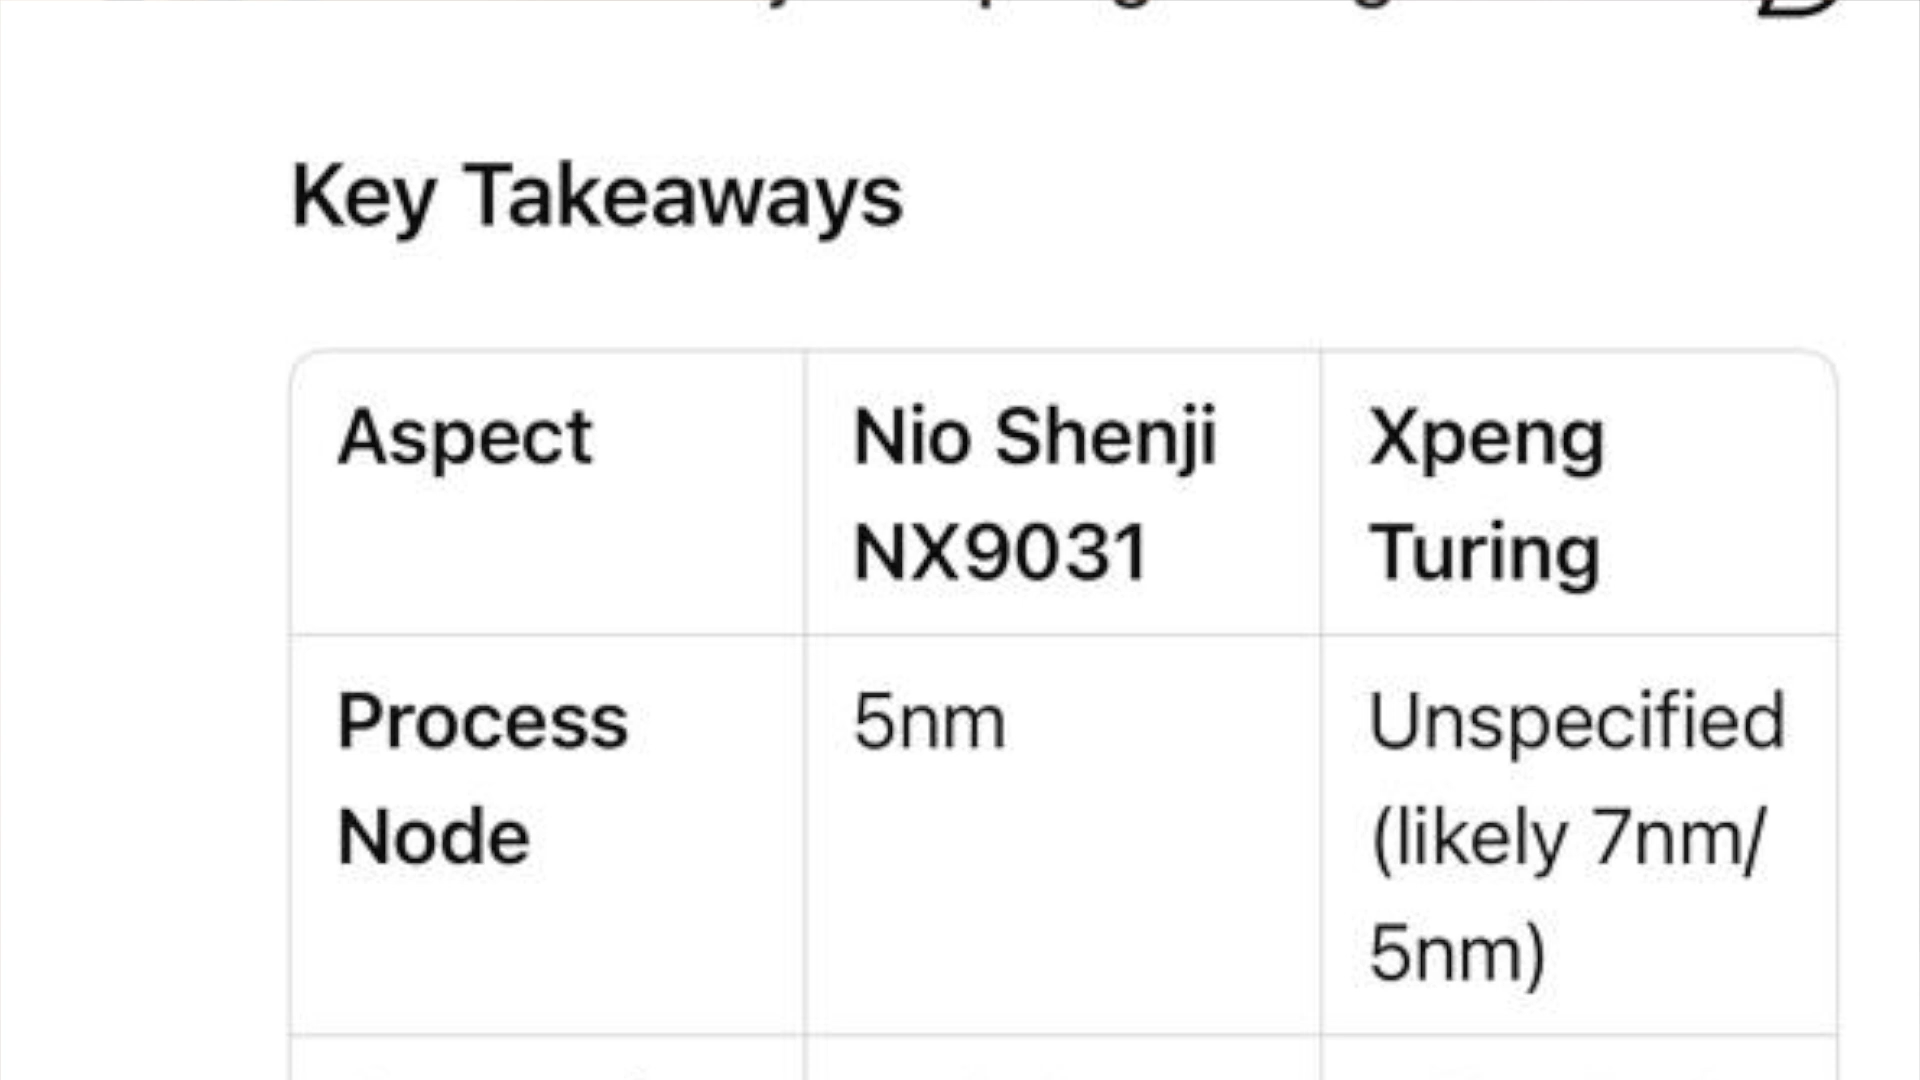 Key Takeaways
Aspect
Nio Shenji
NX9031
Xpeng
Turing
Process
Node
5nm
Unspecified
(likely 7nm/
5nm)